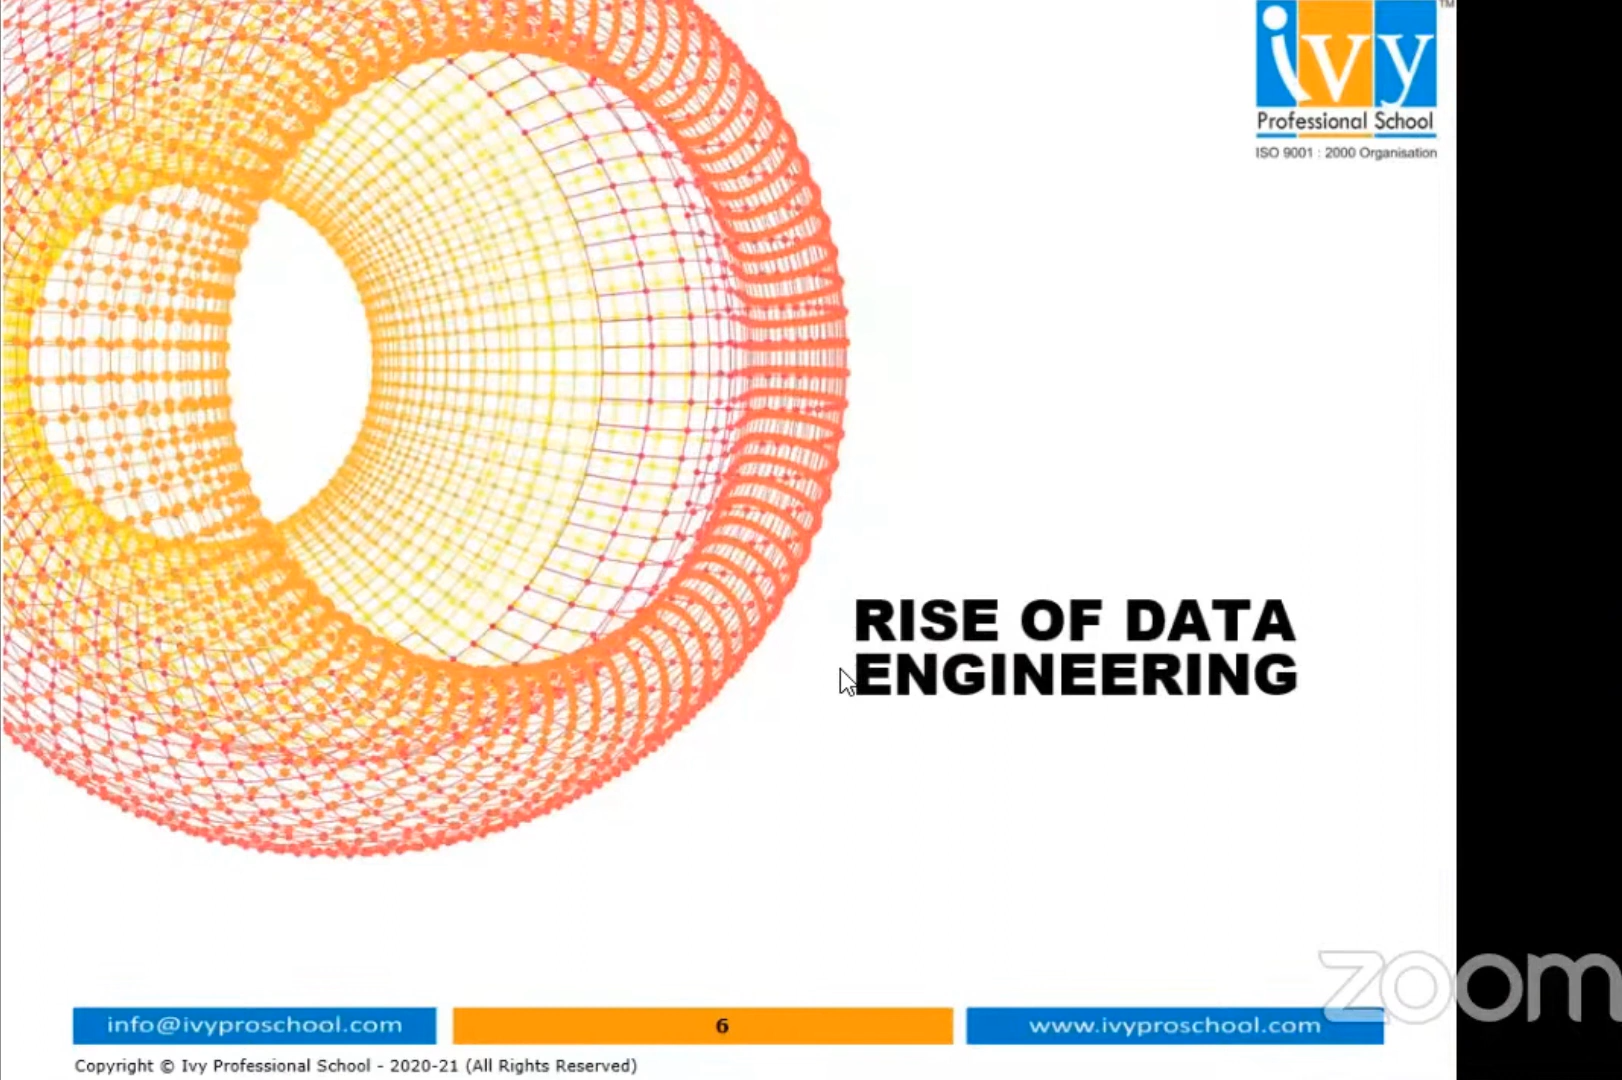 ivy
TM
Professional School
ISO 9001 : 2000 Organisation
RISE OF DATA
ENGINEERING
zoom
info@ivyproschool.com
6
www.ivyproschool.com
Copyright © Ivy Professional School - 2020-21 (All Rights Reserved)